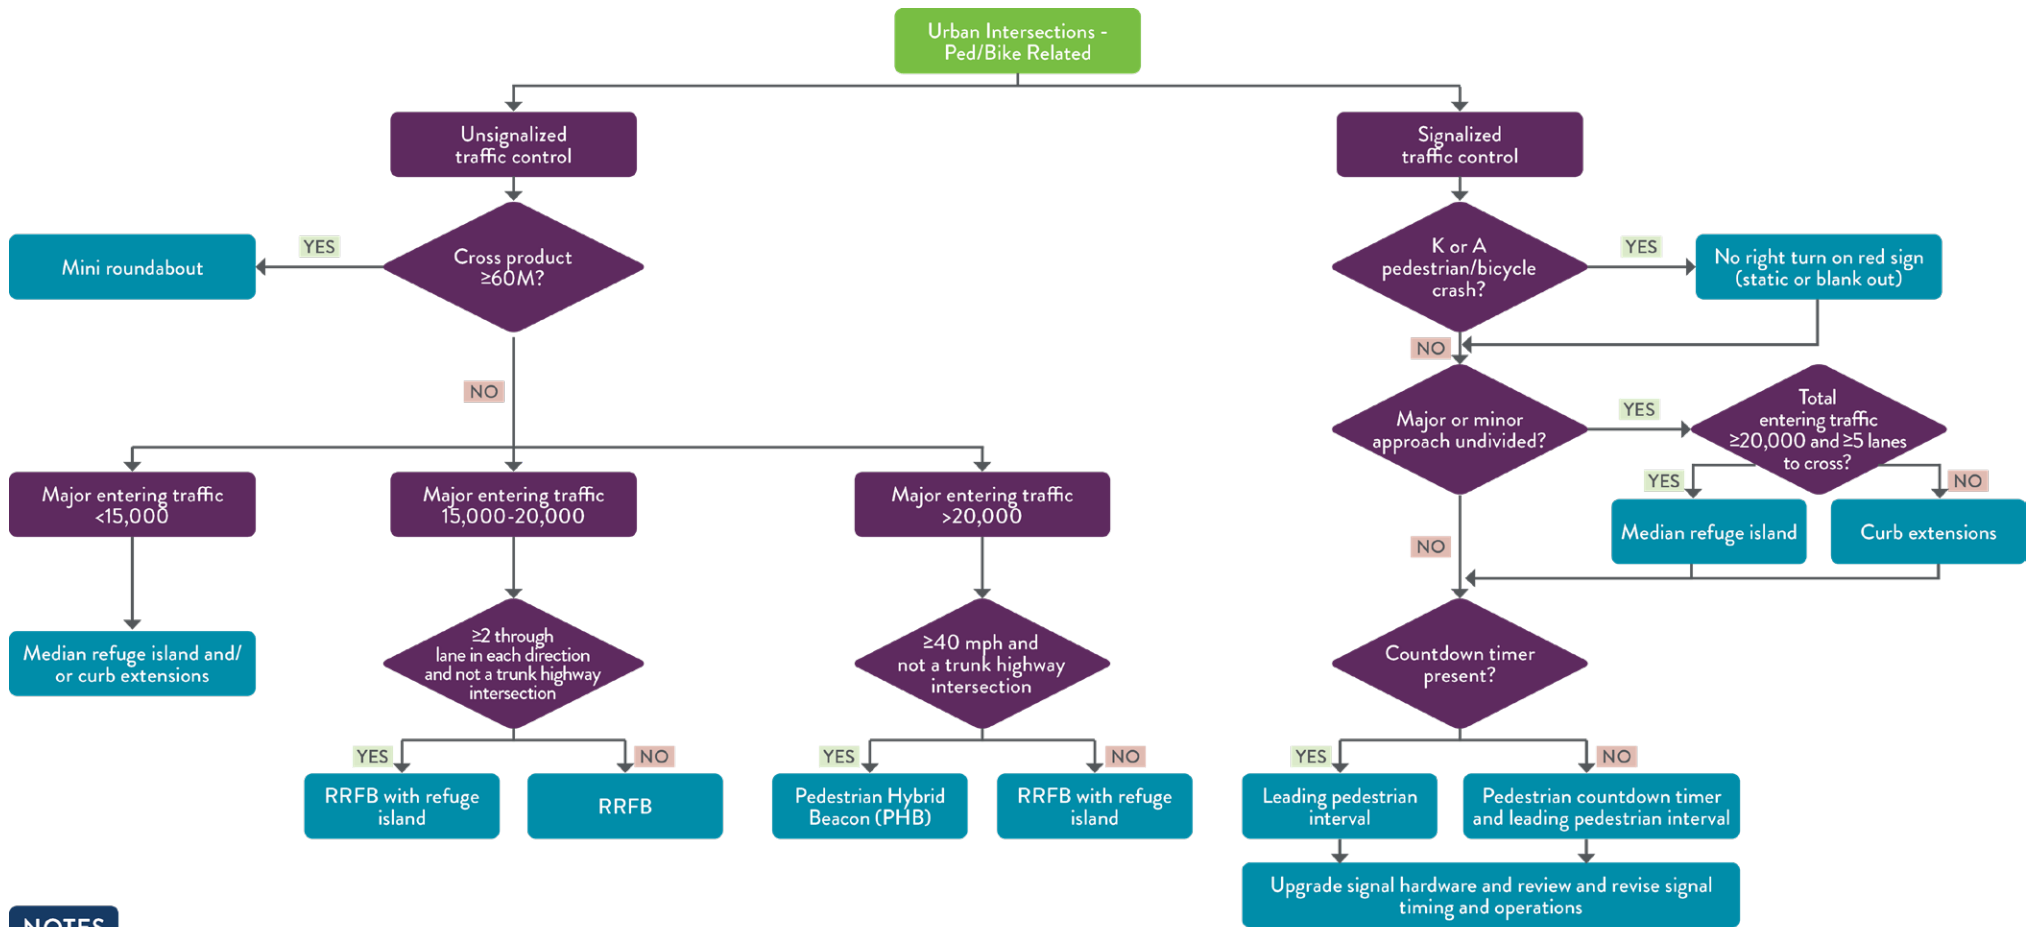 Urban Intersections -
Ped/Bike Related
Unsignalized
traffic control
Signalized
traffic control
Cross product
≥60M?
YES
Mini roundabout
NO
Major entering traffic
<15,000
Major entering traffic
15,000-20,000
Major entering traffic
>20,000
Median refuge island and/
or curb extensions
≥2 through
lane in each direction
and not a trunk highway
intersection
YES
NO
RRFB with refuge
island
RRFB
≥40 mph and
not a trunk highway
intersection
YES
NO
Pedestrian Hybrid
Beacon (PHB)
RRFB with refuge
island
K or A
pedestrian/bicycle
crash?
YES
No right turn on red sign
(static or blank out)
NO
Major or minor
approach undivided?
YES
Total
entering traffic
≥20,000 and ≥5 lanes
to cross?
YES
NO
Median refuge island
Curb extensions
NO
Countdown timer
present?
YES
NO
Leading pedestrian
interval
Pedestrian countdown timer
and leading pedestrian interval
Upgrade signal hardware and review and revise signal
timing and operations
NOTES